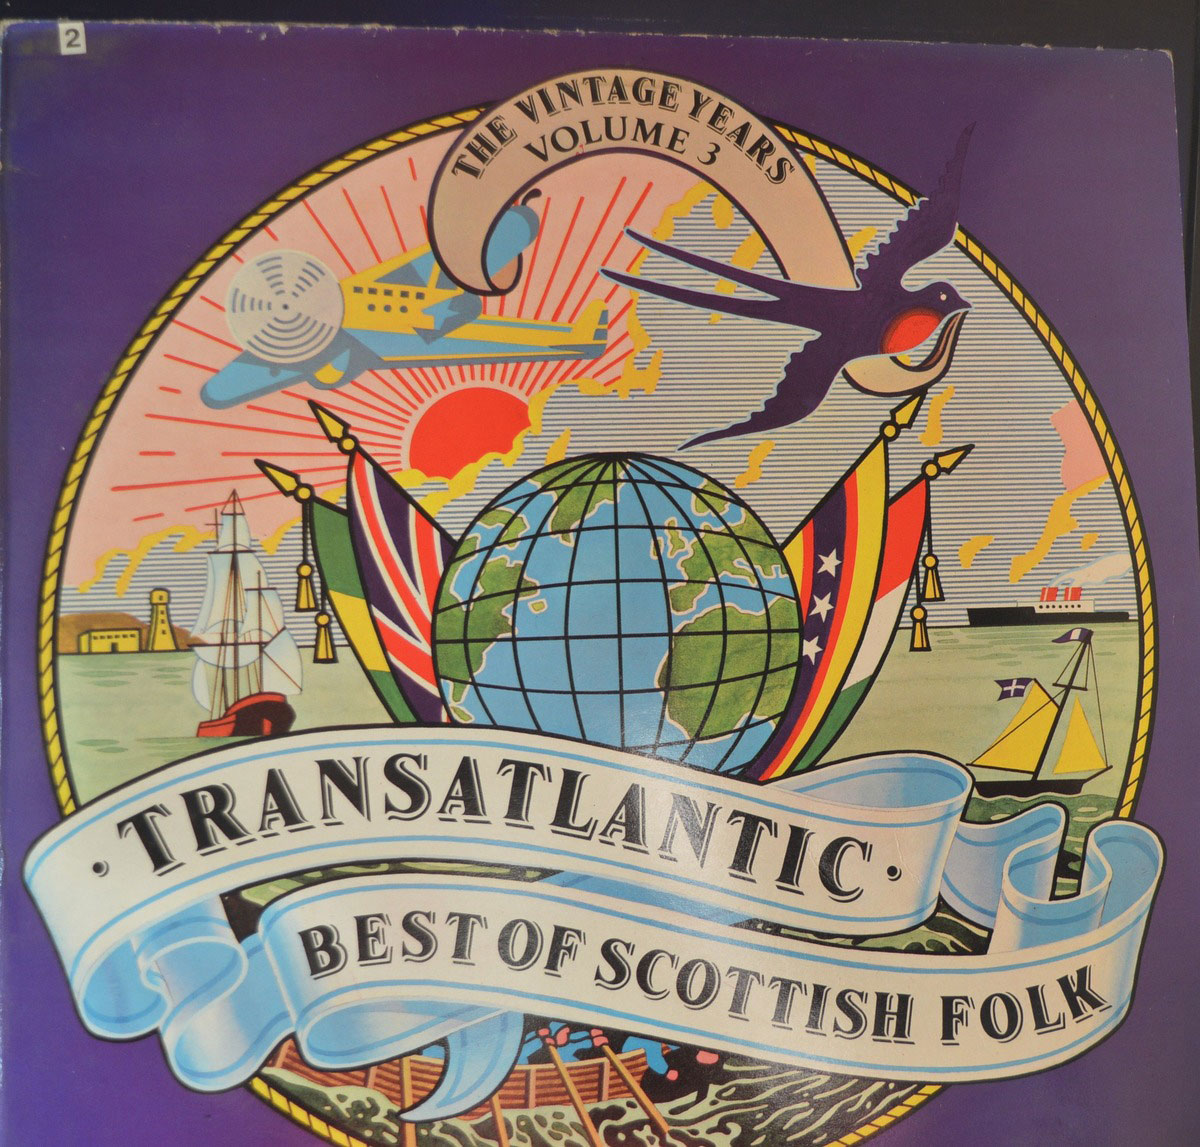 2
THE VINTAGE YEARS
VOLUME 3
· TRANSATLANTIC ·
BEST OF SCOTTISH FOLK